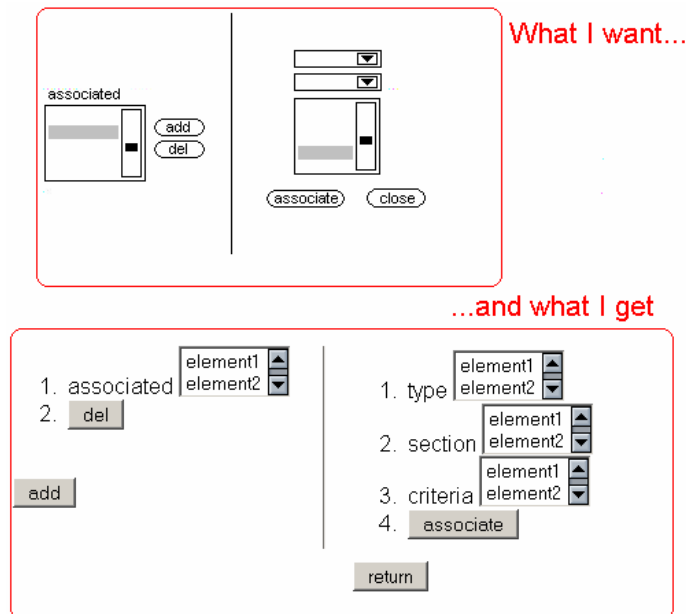 What I want...
associated
add
del
associate
close
...and what I get
1. associated
element1
element2
2. del
add
1. type
element1
element2
2. section
element1
element2
3. criteria
element1
element2
4. associate
return